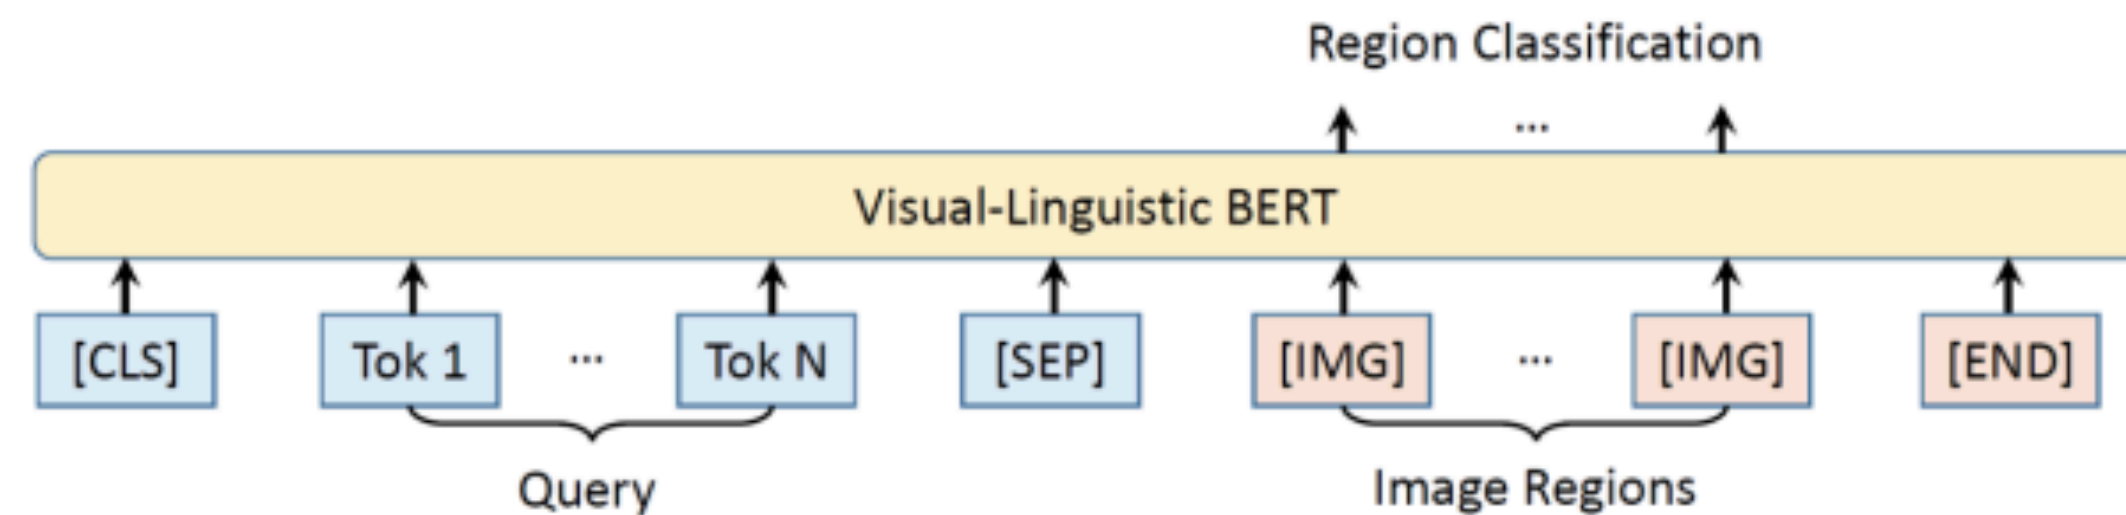 Region Classification
...
Visual-Linguistic BERT
[CLS] Tok 1 ... Tok N [SEP] [IMG] ... [IMG] [END]
Query Image Regions